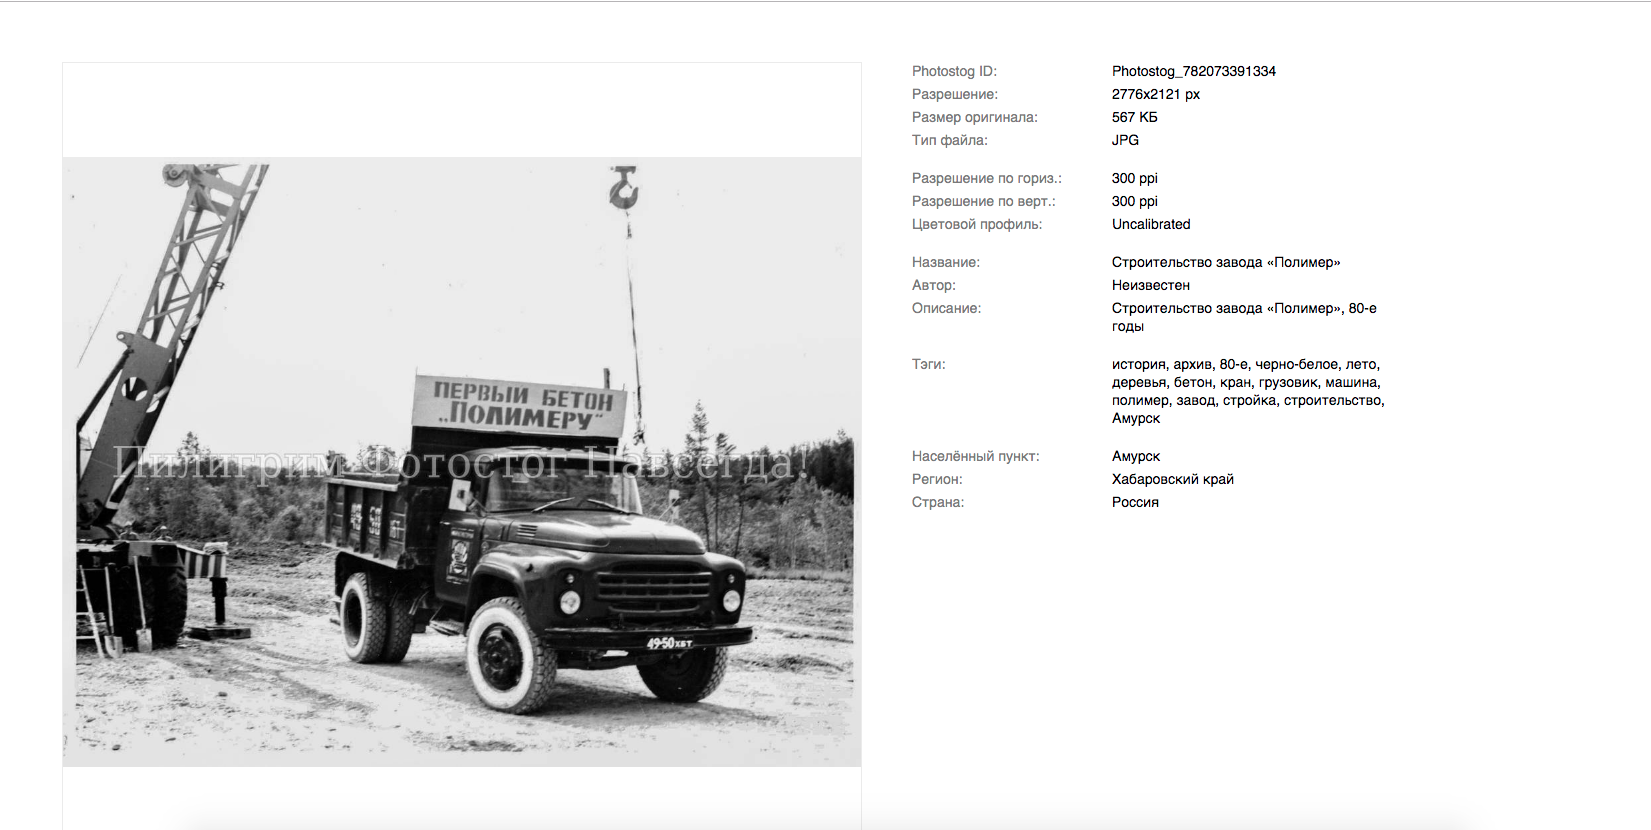 Photostog ID: Photostog_782073391334
Разрешение: 2776x2121 px
Размер оригинала: 567 КБ
Тип файла: JPG
Разрешение по гориз.: 300 ppi
Разрешение по верт.: 300 ppi
Цветовой профиль: Uncalibrated
Название: Строительство завода «Полимер»
Автор: Неизвестен
Описание: Строительство завода «Полимер», 80-е
годы
Тэги: история, архив, 80-е, черно-белое, лето,
деревья, бетон, кран, грузовик, машина,
полимер, завод, стройка, строительство,
Амурск
Населённый пункт: Амурск
Регион: Хабаровский край
Страна: Россия
ПЕРВЫЙ БЕТОН
„ПОЛИМЕРУ“
Пилигрим Фотостог Навсегда!
49-50 ХБТ